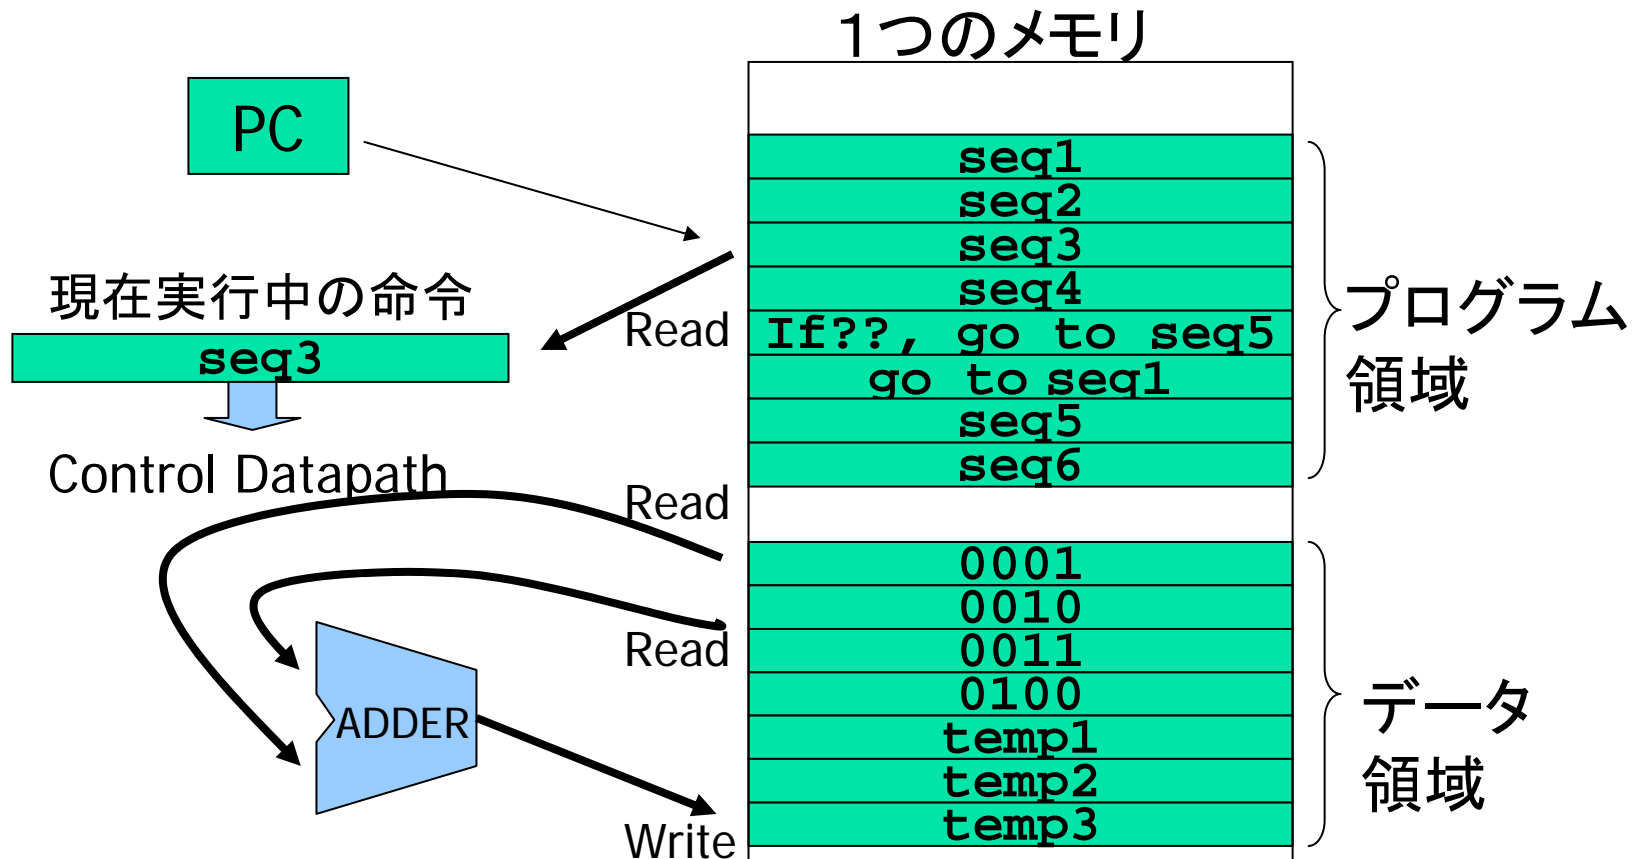 1つのメモリ
PC
seq1
seq2
seq3
seq4
If??, go to seq5
go to seq1
seq5
seq6
プログラム
領域
現在実行中の命令
seq3
Read
Control Datapath
Read
Read
0001
0010
0011
0100
temp1
temp2
temp3
データ
領域
ADDER
Write